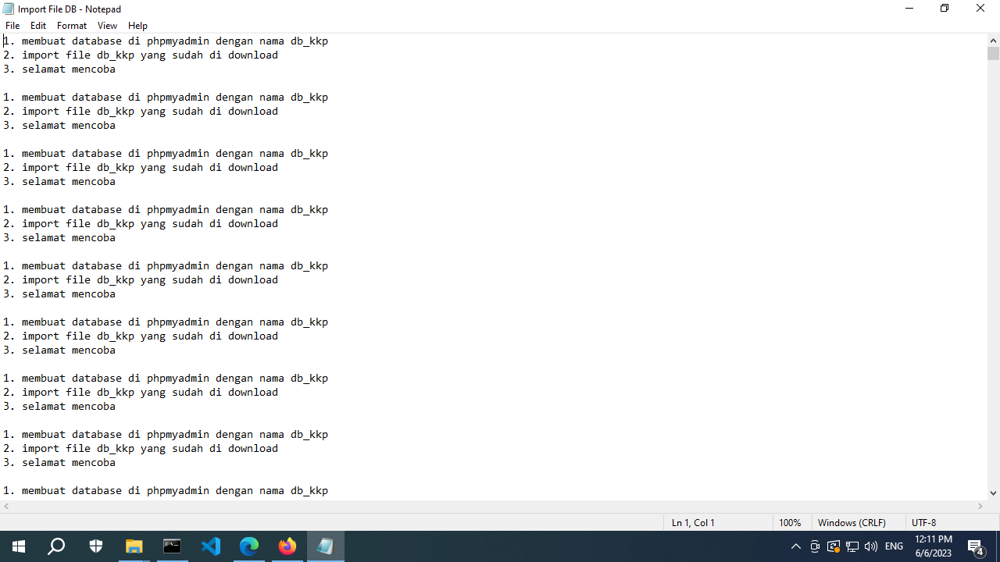 Import File DB - Notepad
File Edit Format View Help
1. membuat database di phpmyadmin dengan nama db_kkp
2. import file db_kkp yang sudah di download
3. selamat mencoba

1. membuat database di phpmyadmin dengan nama db_kkp
2. import file db_kkp yang sudah di download
3. selamat mencoba

1. membuat database di phpmyadmin dengan nama db_kkp
2. import file db_kkp yang sudah di download
3. selamat mencoba

1. membuat database di phpmyadmin dengan nama db_kkp
2. import file db_kkp yang sudah di download
3. selamat mencoba

1. membuat database di phpmyadmin dengan nama db_kkp
2. import file db_kkp yang sudah di download
3. selamat mencoba

1. membuat database di phpmyadmin dengan nama db_kkp
2. import file db_kkp yang sudah di download
3. selamat mencoba

1. membuat database di phpmyadmin dengan nama db_kkp
2. import file db_kkp yang sudah di download
3. selamat mencoba

1. membuat database di phpmyadmin dengan nama db_kkp
2. import file db_kkp yang sudah di download
3. selamat mencoba

1. membuat database di phpmyadmin dengan nama db_kkp
Ln 1, Col 1 100% Windows (CRLF) UTF-8
ENG
12:11 PM
6/6/2023
4